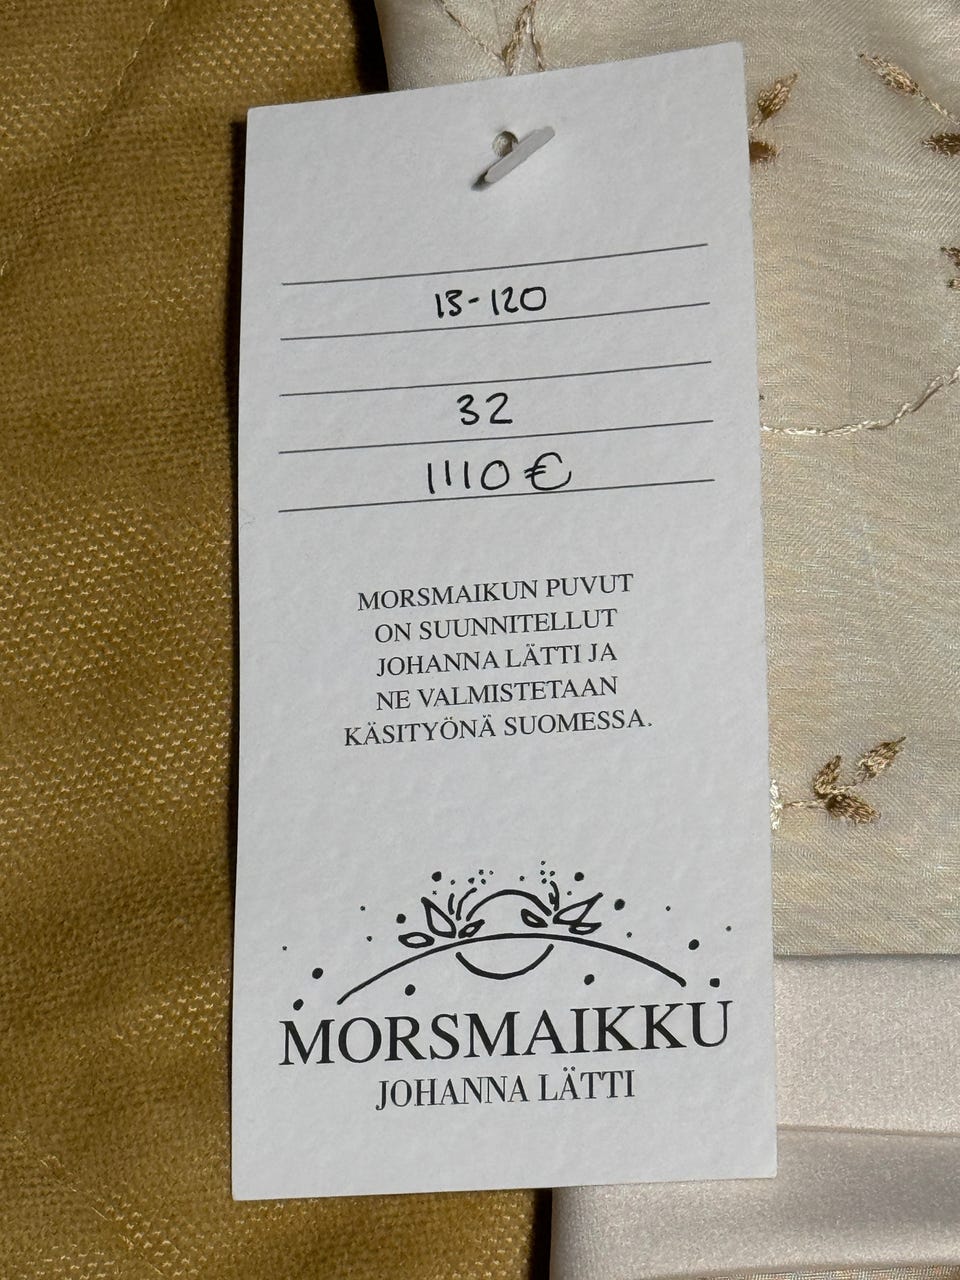 13-120
32
1110 €
MORSMAIKUN PUVUT
ON SUUNNITELLUT
JOHANNA LÄTTI JA
NE VALMISTETAAN
KÄSITYÖNÄ SUOMESSA.
MORSMAIKKU
JOHANNA LÄTTI